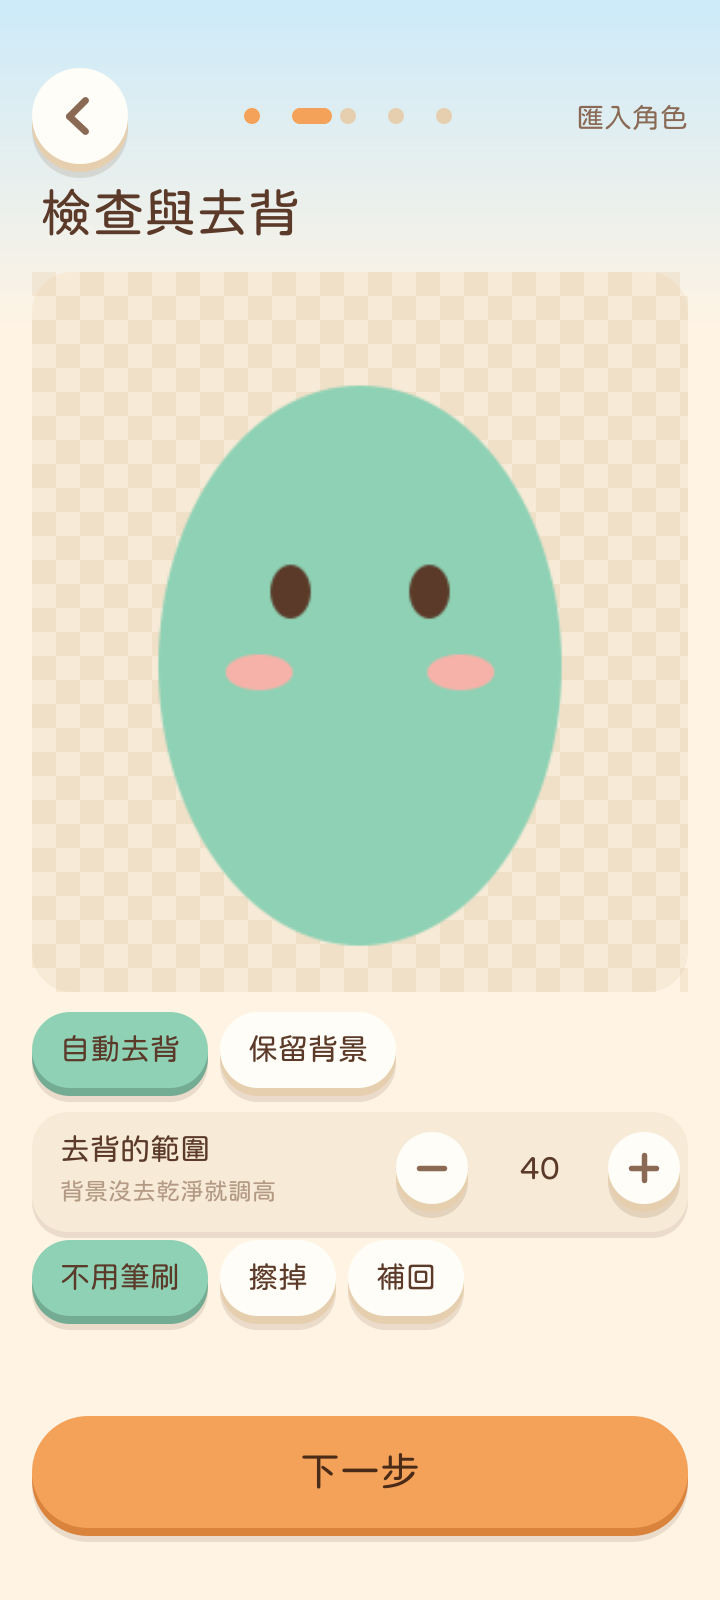 匯入角色
檢查與去背
自動去背
保留背景
去背的範圍
背景沒去乾淨就調高
40
不用筆刷
擦掉
補回
下一步